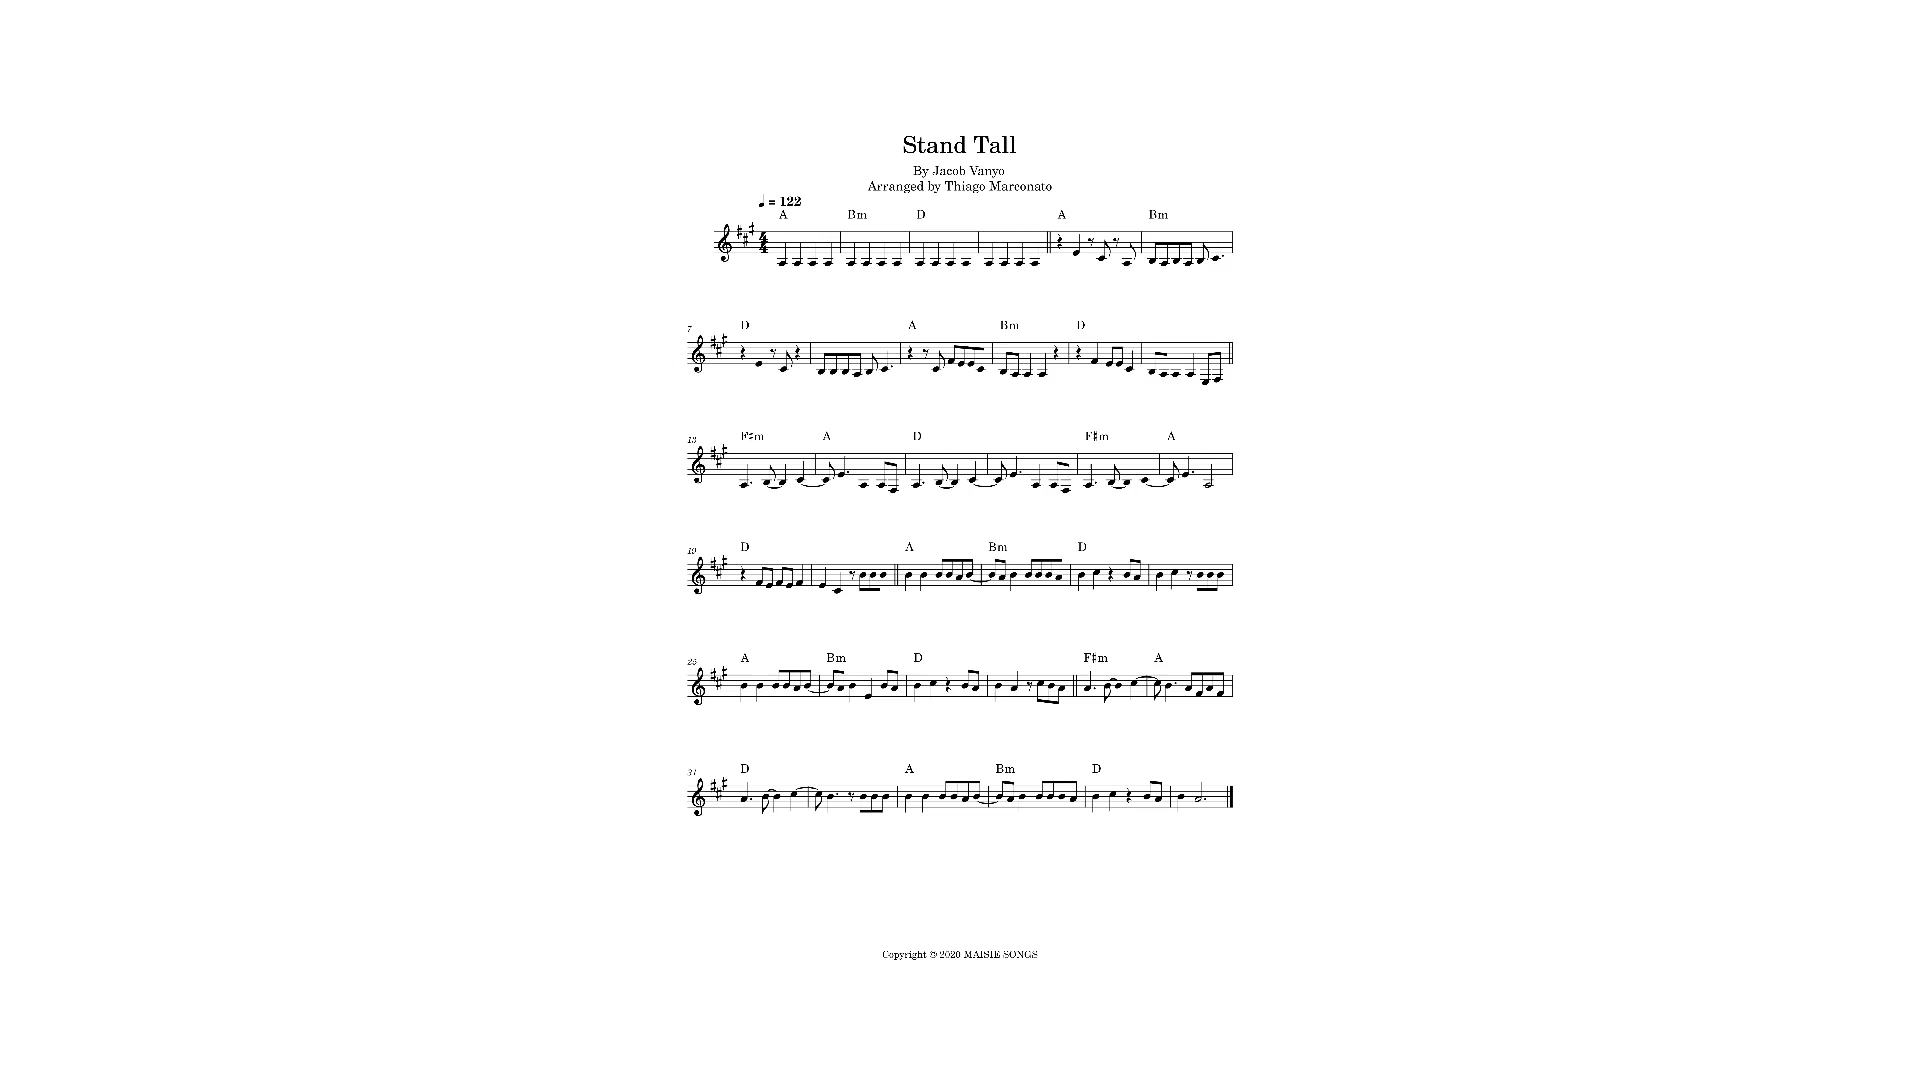 Stand Tall
By Jacob Vanyo
Arranged by Thiago Marconato
♩ = 122
A Bm D A Bm
7
D A Bm D
13
F♯m A D F♯m A
19
D A Bm D
25
A Bm D F♯m A
31
D A Bm D
Copyright © 2020 MAISIE SONGS